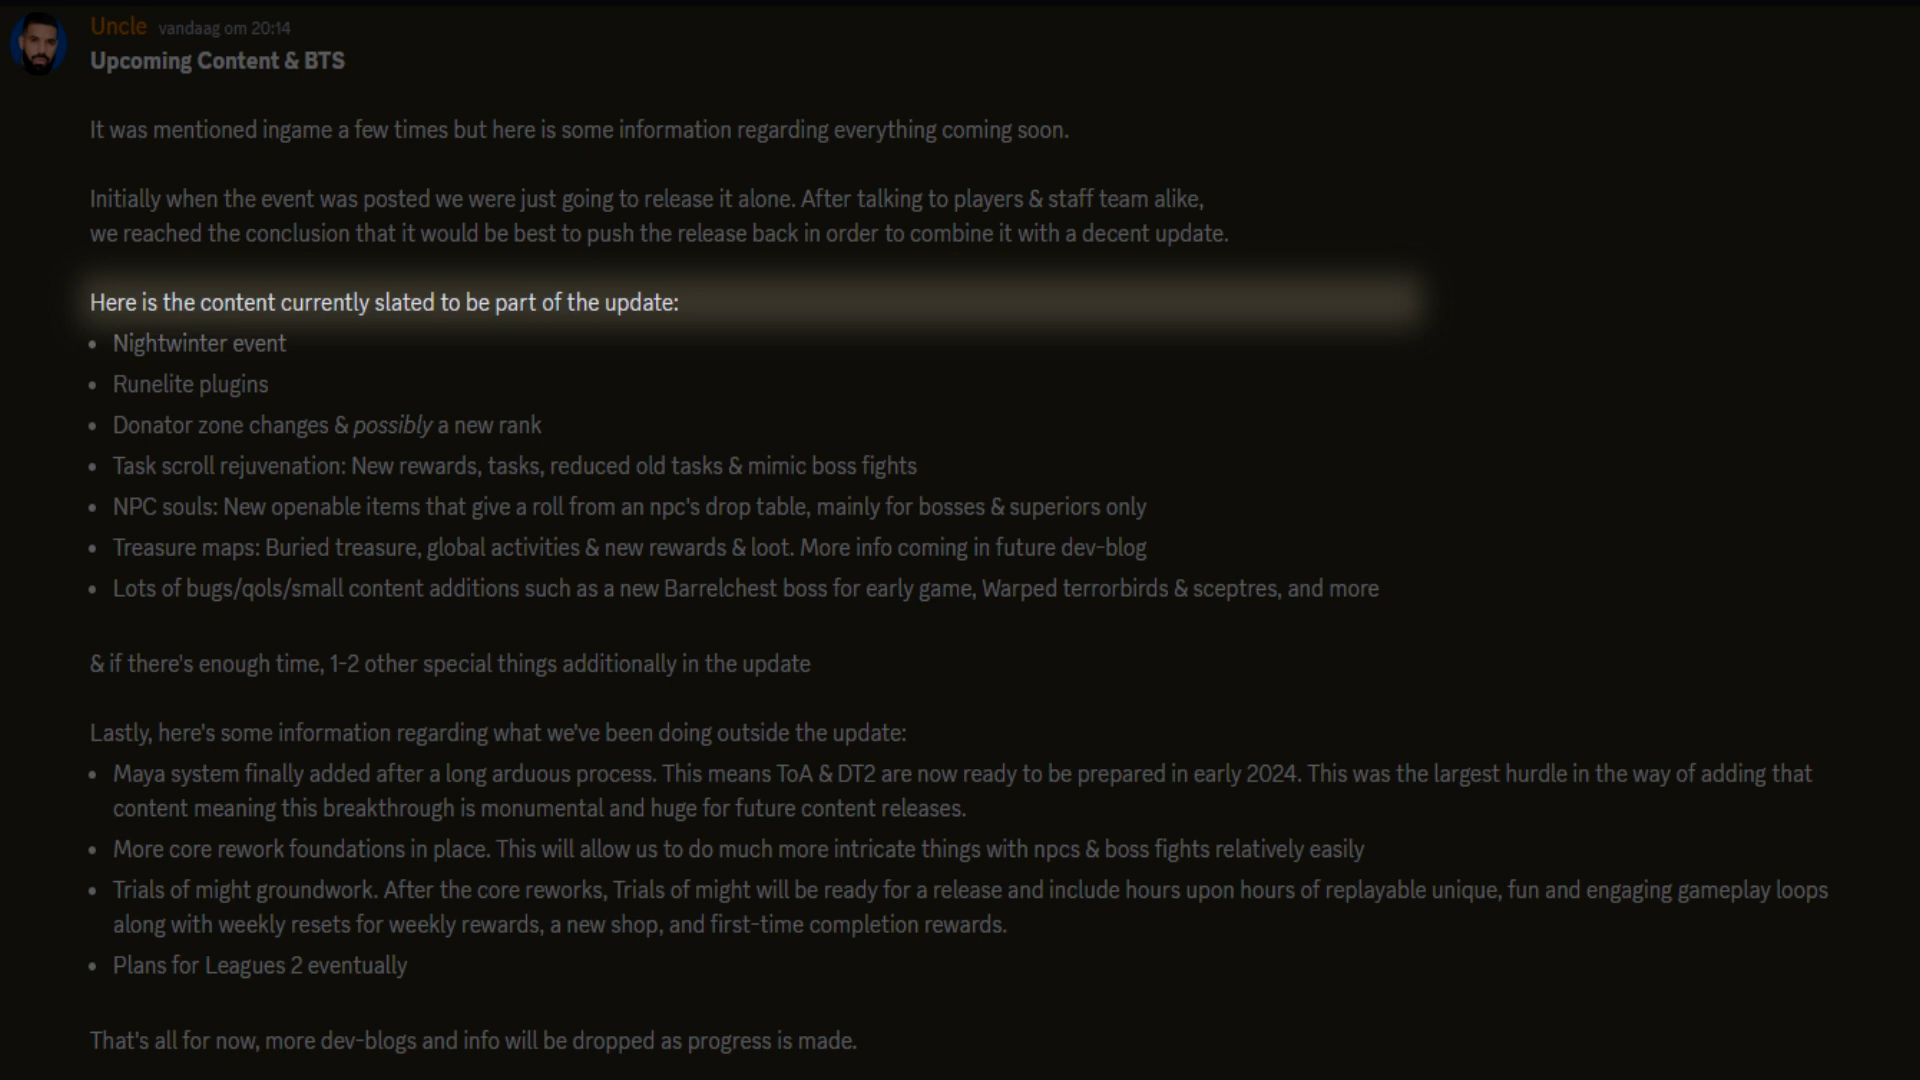 Uncle vandaag om 20:14
Upcoming Content & BTS
It was mentioned ingame a few times but here is some information regarding everything coming soon.
Initially when the event was posted we were just going to release it alone. After talking to players & staff team alike,
we reached the conclusion that it would be best to push the release back in order to combine it with a decent update.
Here is the content currently slated to be part of the update:
• Nightwinter event
• Runelite plugins
• Donator zone changes & possibly a new rank
• Task scroll rejuvenation: New rewards, tasks, reduced old tasks & mimic boss fights
• NPC souls: New openable items that give a roll from an npc's drop table, mainly for bosses & superiors only
• Treasure maps: Buried treasure, global activities & new rewards & loot. More info coming in future dev-blog
• Lots of bugs/qols/small content additions such as a new Barrelchest boss for early game, Warped terrorbirds & sceptres, and more
& if there's enough time, 1-2 other special things additionally in the update
Lastly, here's some information regarding what we've been doing outside the update:
• Maya system finally added after a long arduous process. This means ToA & DT2 are now ready to be prepared in early 2024. This was the largest hurdle in the way of adding that
content meaning this breakthrough is monumental and huge for future content releases.
• More core rework foundations in place. This will allow us to do much more intricate things with npcs & boss fights relatively easily
• Trials of might groundwork. After the core reworks, Trials of might will be ready for a release and include hours upon hours of replayable unique, fun and engaging gameplay loops
along with weekly resets for weekly rewards, a new shop, and first-time completion rewards.
• Plans for Leagues 2 eventually
That's all for now, more dev-blogs and info will be dropped as progress is made.